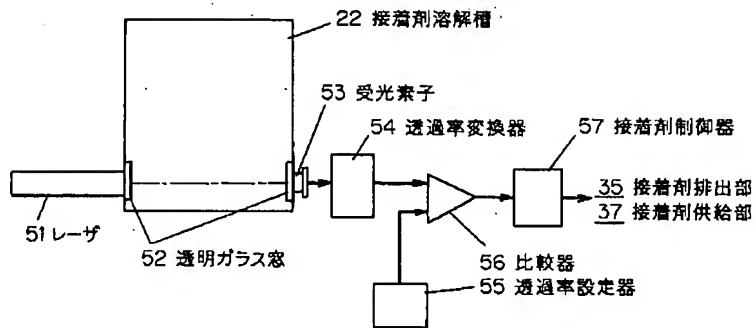 22 接着剤溶解槽
53 受光素子
54 透過率変換器
57 接着剤制御器
35 接着剤排出部
37 接着剤供給部
51 レーザ
52 透明ガラス窓
56 比較器
55 透過率設定器